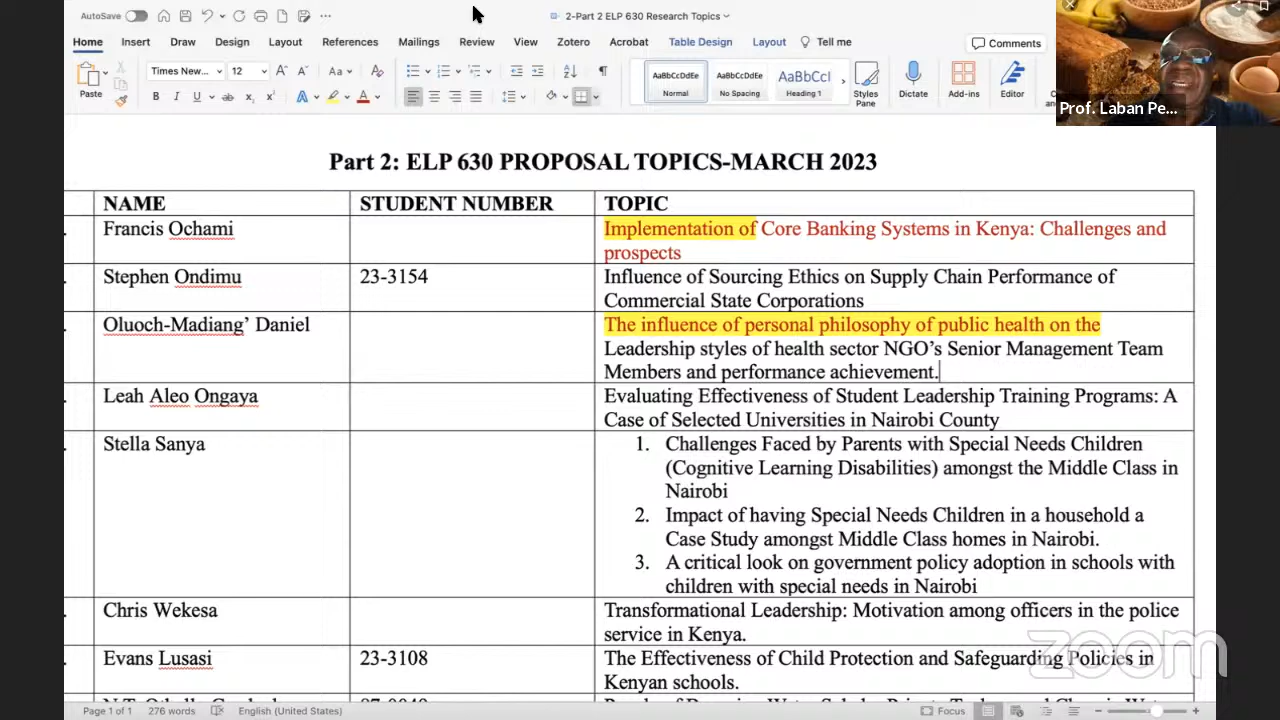 AutoSave
2-Part 2 ELP 630 Research Topics
Home Insert Draw Design Layout References Mailings Review View Zotero Acrobat Table Design Layout Tell me
Comments
Paste
Times New... 12
AaBbCcDdEe
Normal
AaBbCcDdEe
No Spacing
AaBbCcI
Heading 1
Styles
Pane
Dictate
Add-ins
Editor
Prof. Laban Pe...
Part 2: ELP 630 PROPOSAL TOPICS-MARCH 2023
NAME STUDENT NUMBER TOPIC
Francis Ochami Implementation of Core Banking Systems in Kenya: Challenges and
prospects
Stephen Ondimu 23-3154 Influence of Sourcing Ethics on Supply Chain Performance of
Commercial State Corporations
Oluoch-Madiang’ Daniel The influence of personal philosophy of public health on the
Leadership styles of health sector NGO’s Senior Management Team
Members and performance achievement.
Leah Aleo Ongaya Evaluating Effectiveness of Student Leadership Training Programs: A
Case of Selected Universities in Nairobi County
Stella Sanya 1. Challenges Faced by Parents with Special Needs Children
(Cognitive Learning Disabilities) amongst the Middle Class in
Nairobi
2. Impact of having Special Needs Children in a household a
Case Study amongst Middle Class homes in Nairobi.
3. A critical look on government policy adoption in schools with
children with special needs in Nairobi
Chris Wekesa Transformational Leadership: Motivation among officers in the police
service in Kenya.
Evans Lusasi 23-3108 The Effectiveness of Child Protection and Safeguarding Policies in
Kenyan schools.
zoom
Page 1 of 1 276 words English (United States) Focus